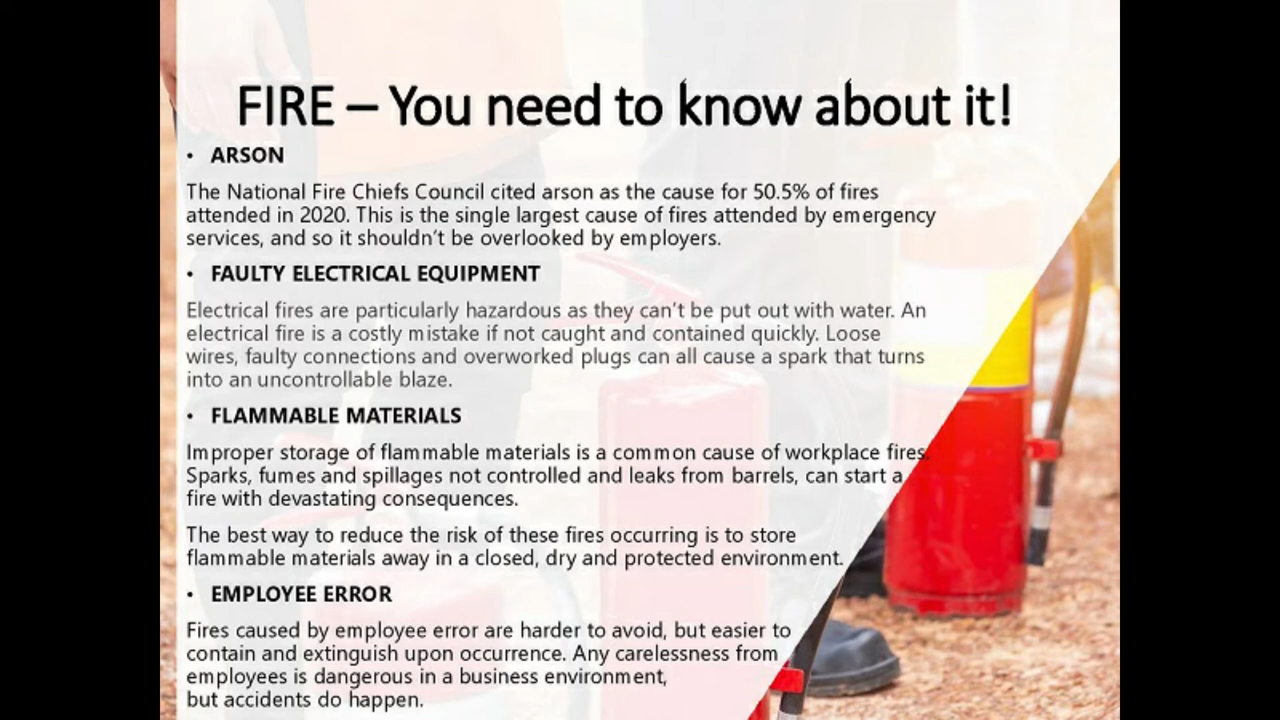 FIRE – You need to know about it!
• ARSON
The National Fire Chiefs Council cited arson as the cause for 50.5% of fires
attended in 2020. This is the single largest cause of fires attended by emergency
services, and so it shouldn't be overlooked by employers.
• FAULTY ELECTRICAL EQUIPMENT
Electrical fires are particularly hazardous as they can't be put out with water. An
electrical fire is a costly mistake if not caught and contained quickly. Loose
wires, faulty connections and overworked plugs can all cause a spark that turns
into an uncontrollable blaze.
• FLAMMABLE MATERIALS
Improper storage of flammable materials is a common cause of workplace fires.
Sparks, fumes and spillages not controlled and leaks from barrels, can start a
fire with devastating consequences.
The best way to reduce the risk of these fires occurring is to store
flammable materials away in a closed, dry and protected environment.
• EMPLOYEE ERROR
Fires caused by employee error are harder to avoid, but easier to
contain and extinguish upon occurrence. Any carelessness from
employees is dangerous in a business environment,
but accidents do happen.